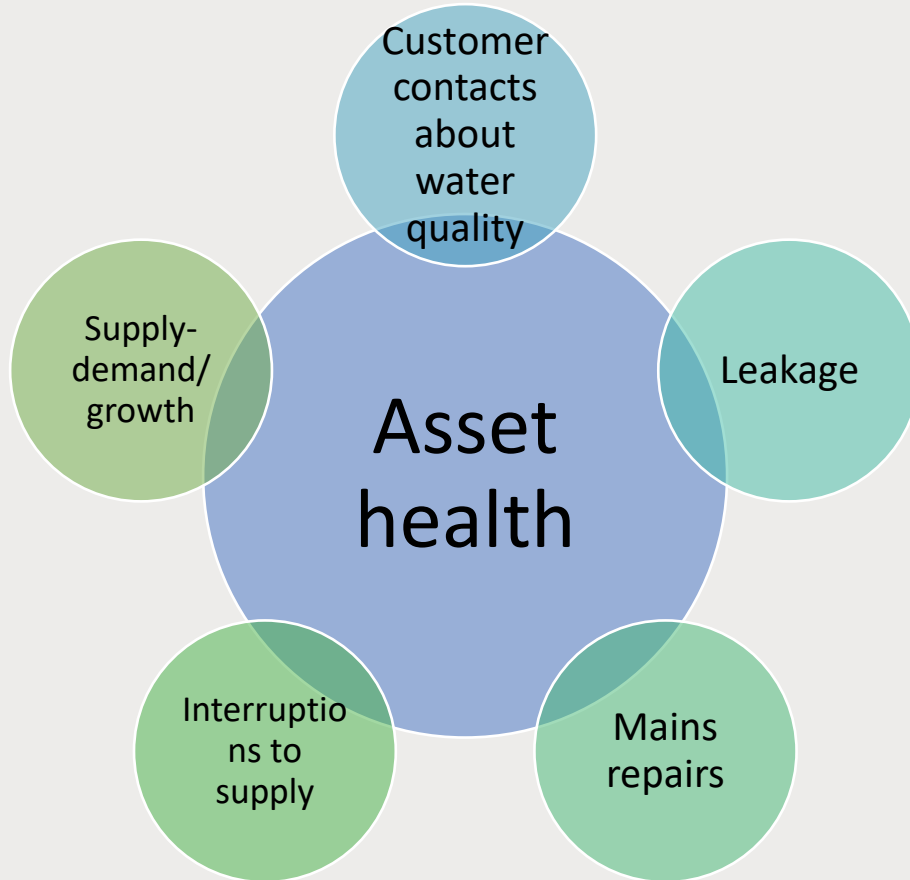 Customer
contacts
about
water
quality
Supply-
demand/
growth
Leakage
Asset
health
Interruptio
ns to
supply
Mains
repairs